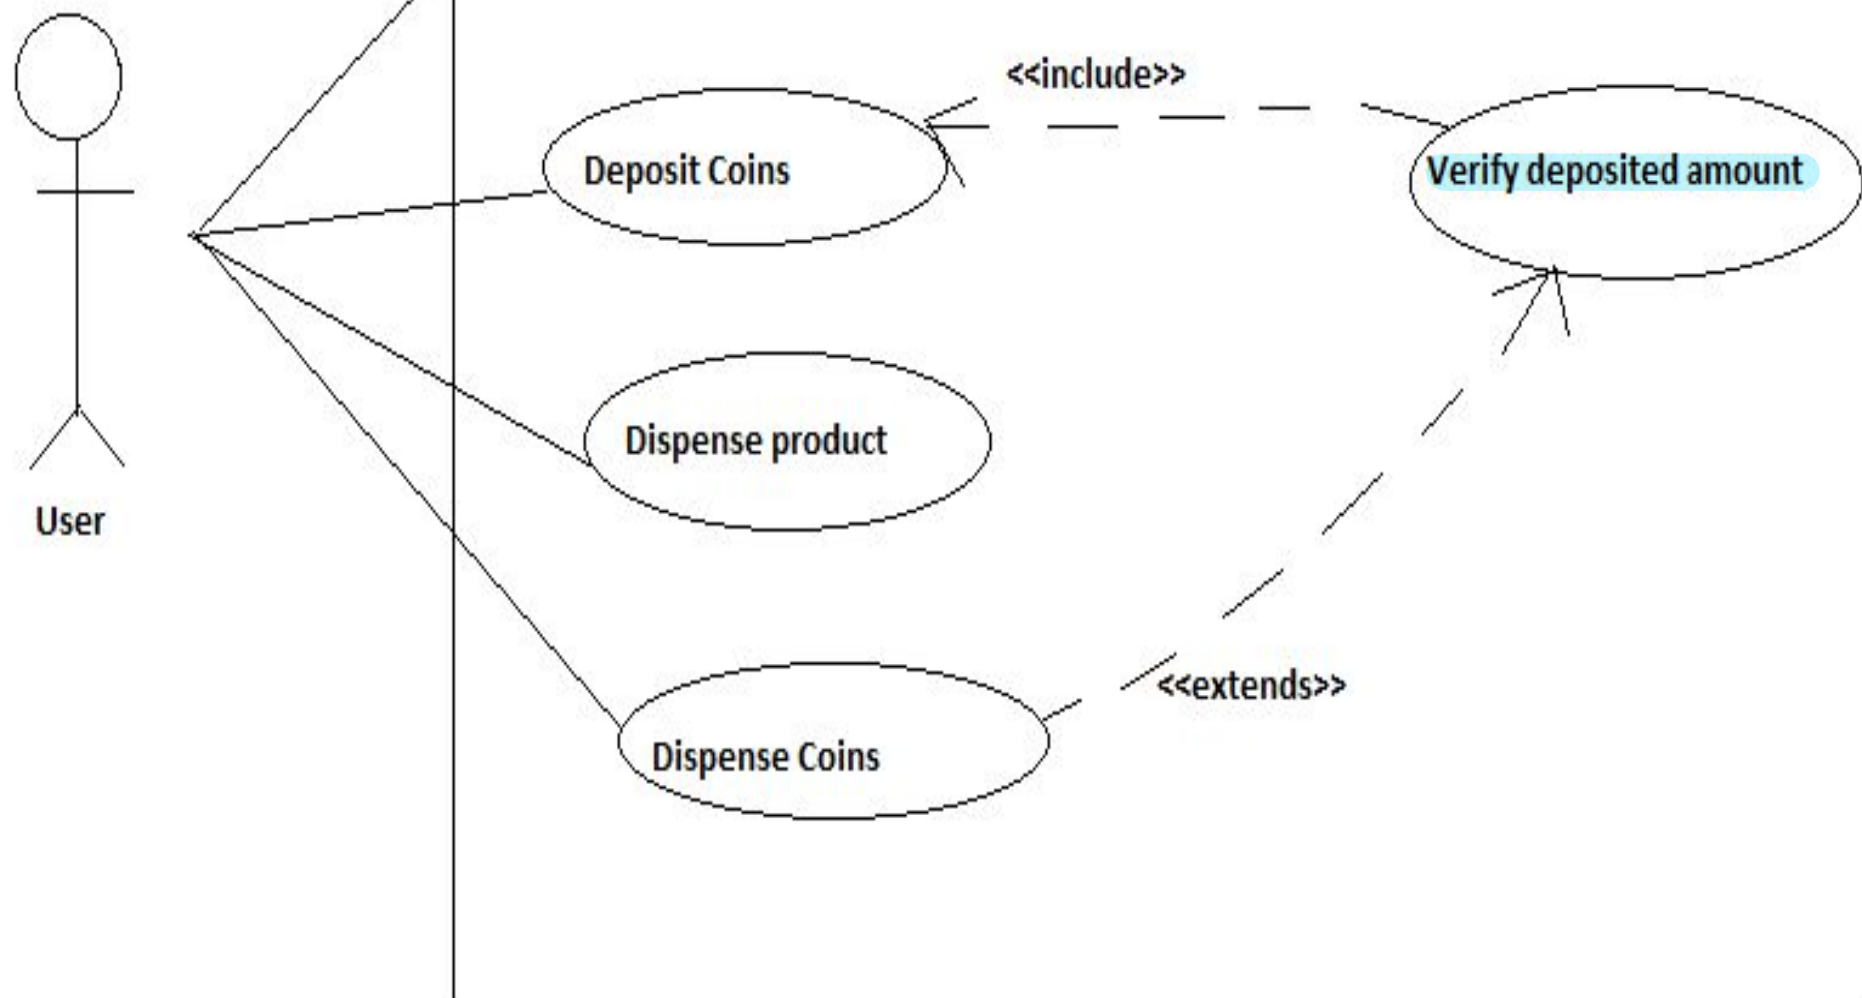 <<include>>
Deposit Coins
Verify deposited amount
Dispense product
User
<<extends>>
Dispense Coins